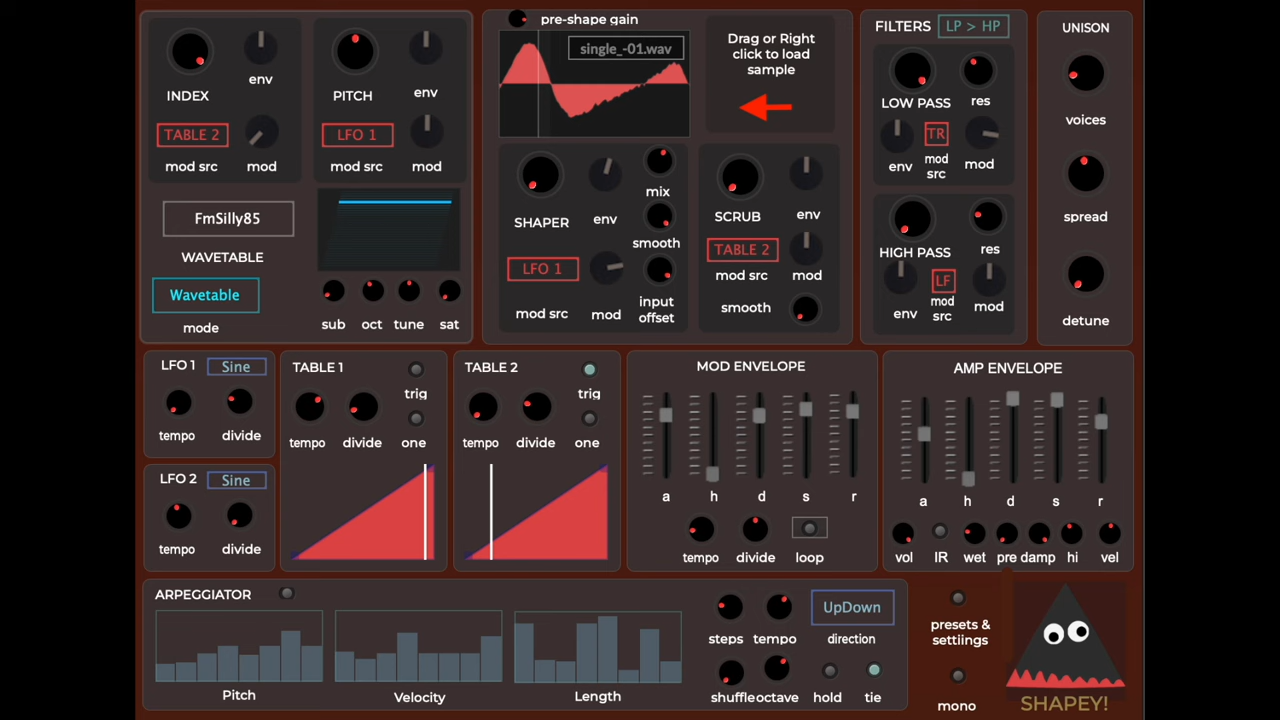 INDEX
env
TABLE 2
mod src
mod
PITCH
env
LFO 1
mod src
mod
FmSilly85
WAVETABLE
Wavetable
mode
sub
oct
tune
sat
pre-shape gain
single_-01.wav
Drag or Right
click to load
sample
SHAPER
env
LFO 1
mod src
mod
mix
smooth
input
offset
SCRUB
env
TABLE 2
mod src
mod
smooth
FILTERS
LP > HP
LOW PASS
res
env
TR
mod
src
mod
HIGH PASS
res
env
LF
mod
src
mod
UNISON
voices
spread
detune
LFO 1
Sine
tempo
divide
LFO 2
Sine
tempo
divide
TABLE 1
trig
tempo
divide
one
TABLE 2
trig
tempo
divide
one
MOD ENVELOPE
a
h
d
s
r
tempo
divide
loop
AMP ENVELOPE
a
h
d
s
r
vol
IR
wet
pre
damp
hi
vel
ARPEGGIATOR
Pitch
Velocity
Length
steps
tempo
UpDown
direction
shuffle
octave
hold
tie
presets &
settiings
mono
SHAPEY!